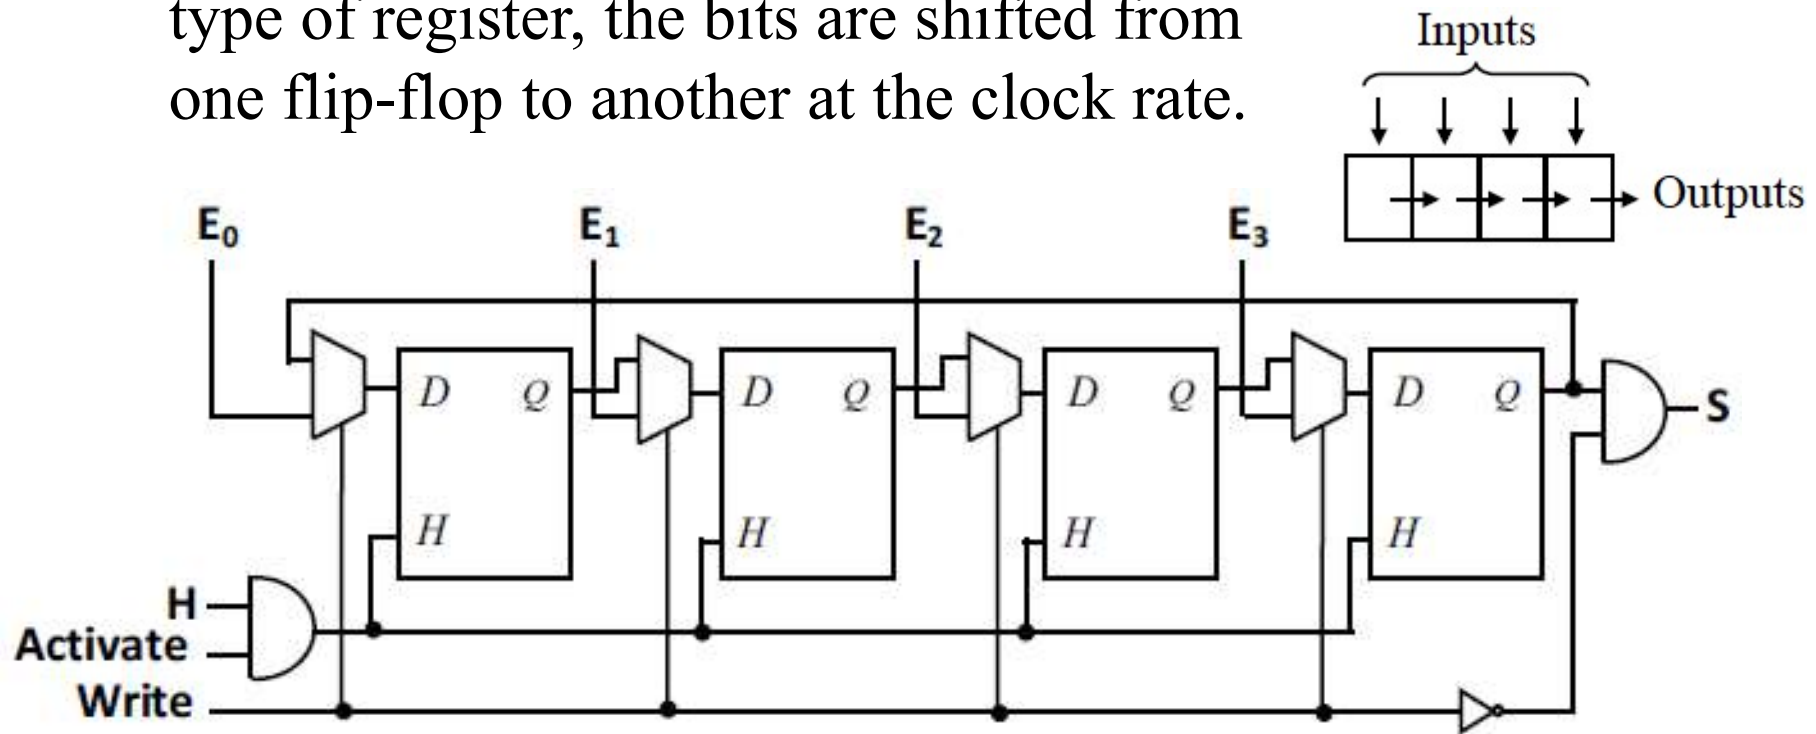 type of register, the bits are shifted from
one flip-flop to another at the clock rate.
Inputs
Outputs
E₀ E₁ E₂ E₃
D Q D Q D Q D Q
S
H H H H
H
Activate
Write